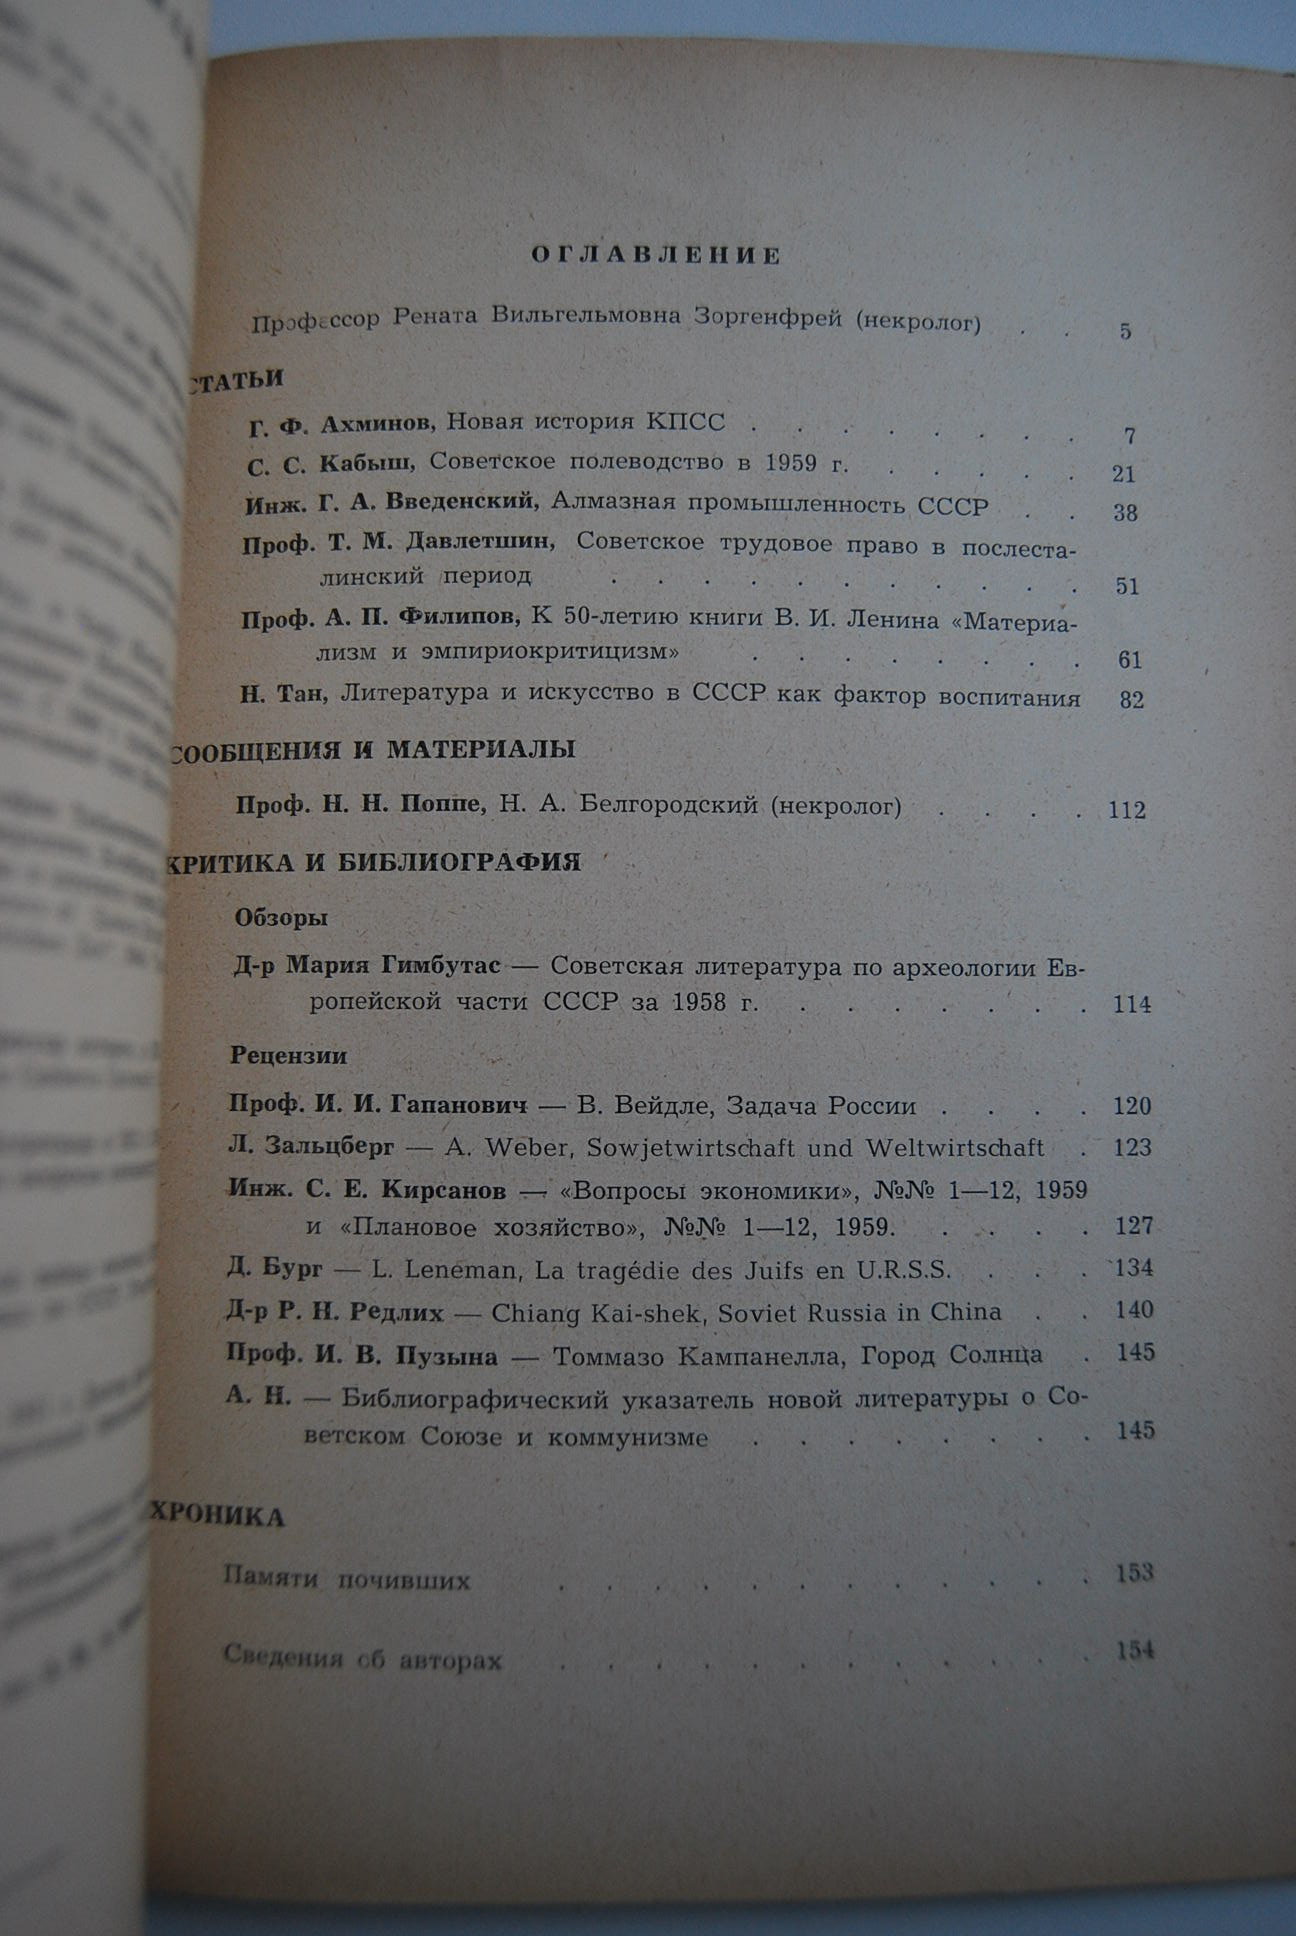 ОГЛАВЛЕНИЕ
Профессор Рената Вильгельмовна Зоргенфрей (некролог) . . 5
СТАТЬИ
Г. Ф. Ахминов, Новая история КПСС . . . . . . . . 7
С. С. Кабыш, Советское полеводство в 1959 г. . . . . . 21
Инж. Г. А. Введенский, Алмазная промышленность СССР . . 38
Проф. Т. М. Давлетшин, Советское трудовое право в послеста-
линский период . . . . . . . . . . . 51
Проф. А. П. Филипов, К 50-летию книги В. И. Ленина «Материа-
лизм и эмпириокритицизм» . . . . . . . . 61
Н. Тан, Литература и искусство в СССР как фактор воспитания 82
СООБЩЕНИЯ И МАТЕРИАЛЫ
Проф. Н. Н. Поппе, Н. А. Белгородский (некролог) . . . . 112
КРИТИКА И БИБЛИОГРАФИЯ
Обзоры
Д-р Мария Гимбутас — Советская литература по археологии Ев-
ропейской части СССР за 1958 г. . . . . . . . 114
Рецензии
Проф. И. И. Гапанович — В. Вейдле, Задача России . . . . 120
Л. Зальцберг — A. Weber, Sowjetwirtschaft und Weltwirtschaft . 123
Инж. С. Е. Кирсанов — «Вопросы экономики», №№ 1—12, 1959
и «Плановое хозяйство», №№ 1—12, 1959. . . . . 127
Д. Бург — L. Leneman, La tragédie des Juifs en U.R.S.S. . . . 134
Д-р Р. Н. Редлих — Chiang Kai-shek, Soviet Russia in China . . 140
Проф. И. В. Пузына — Томмазо Кампанелла, Город Солнца . 145
А. Н. — Библиографический указатель новой литературы о Со-
ветском Союзе и коммунизме . . . . . . . . 145
ХРОНИКА
Памяти почивших . . . . . . . . . . . . 153
Сведения об авторах . . . . . . . . . . . . 154